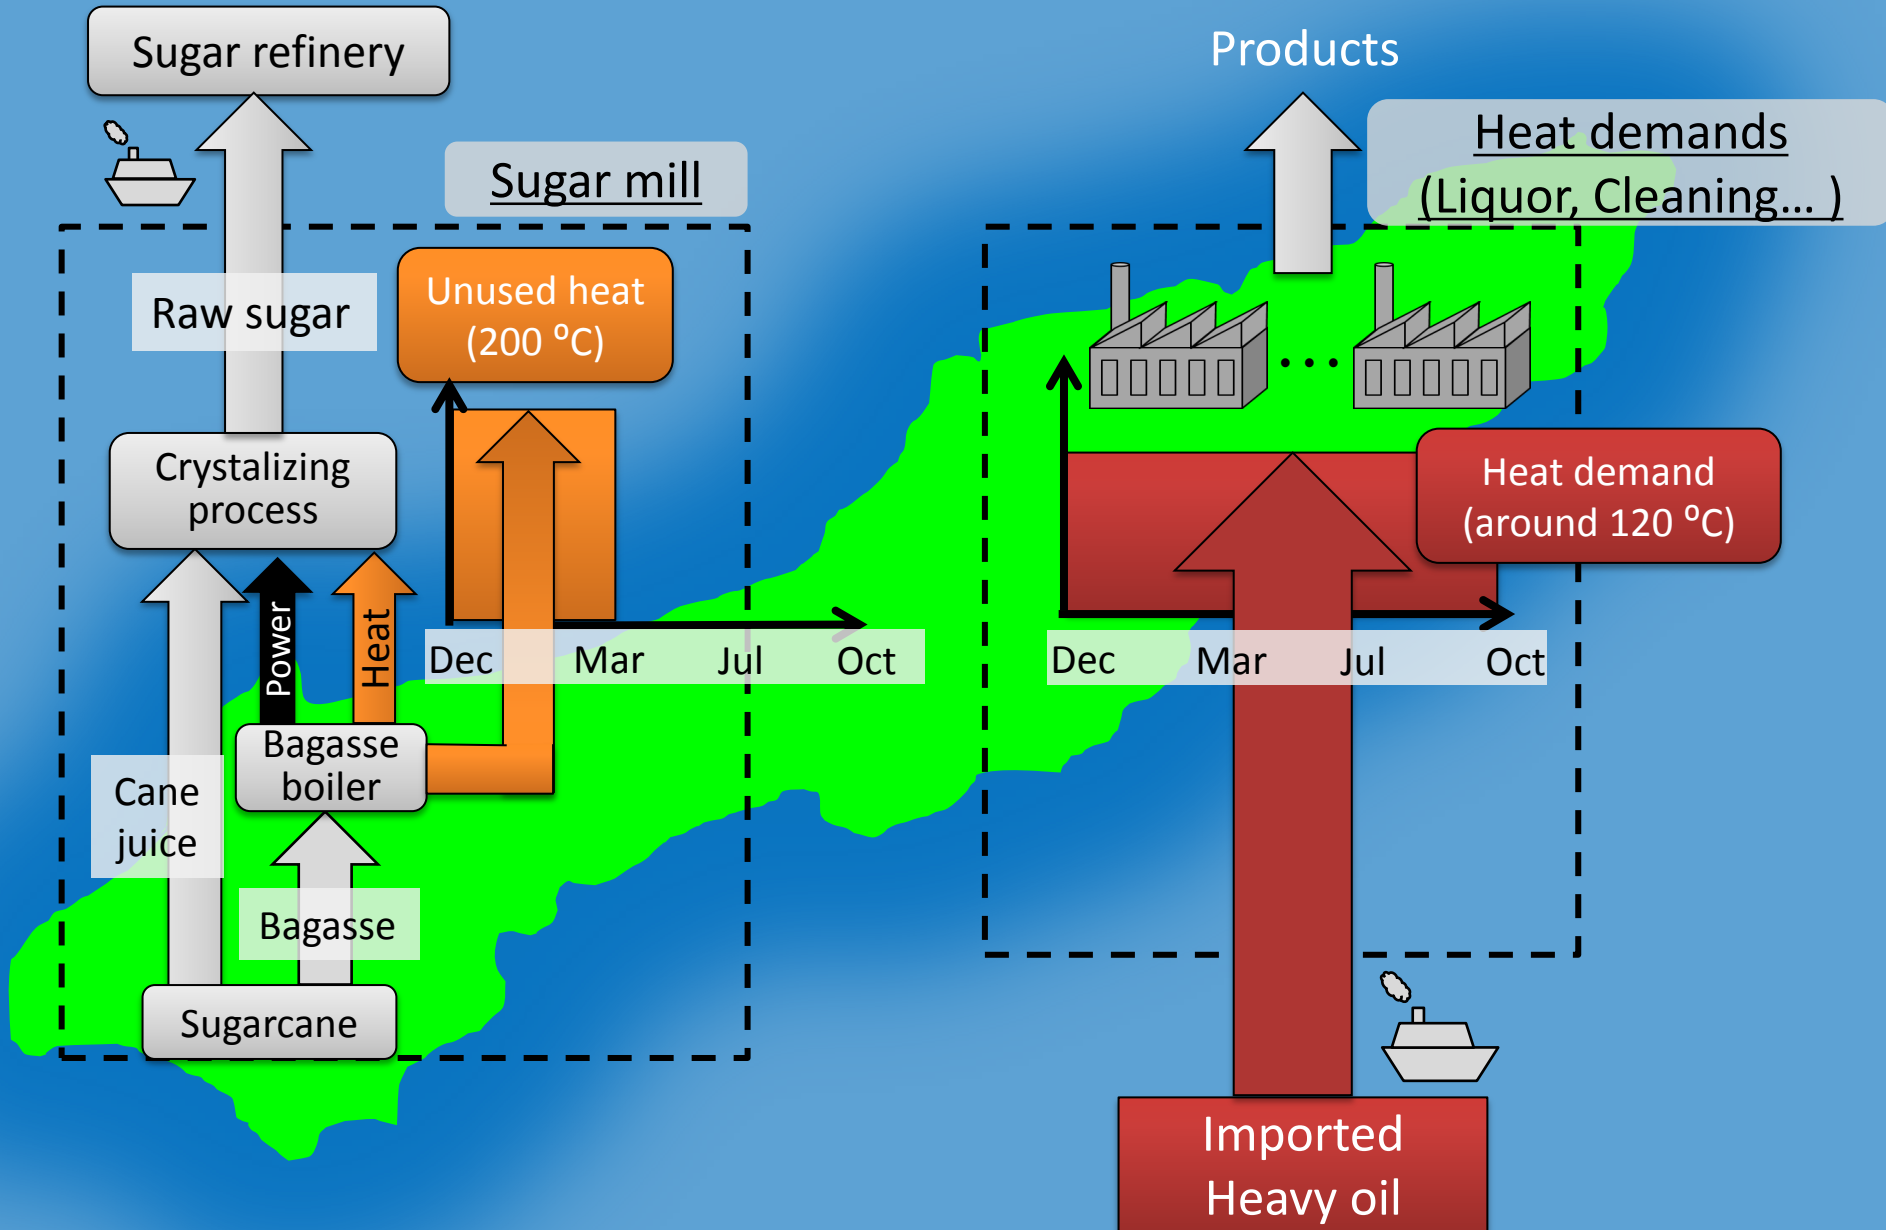 Sugar refinery
Sugar mill
Raw sugar
Unused heat
(200 ⁰C)
Crystalizing
process
Power
Heat
Dec Mar Jul Oct
Bagasse
boiler
Cane
juice
Bagasse
Sugarcane
Products
Heat demands
(Liquor, Cleaning... )
...
Heat demand
(around 120 ⁰C)
Dec Mar Jul Oct
Imported
Heavy oil